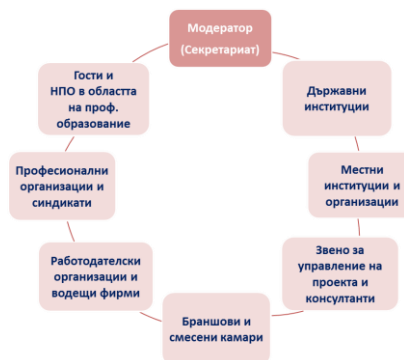 Модератор
(Секретариат)
Държавни
институции
Местни
институции и
организации
Звено за
управление на
проекта и
консултанти
Браншови и
смесени камари
Работодателски
организации и
водещи фирми
Професионални
организации и
синдикати
Гости и
НПО в областта
на проф.
образование